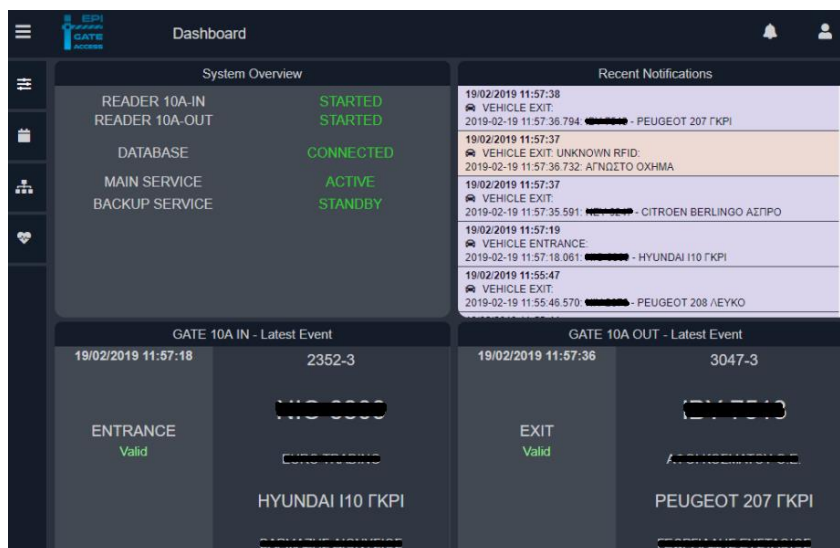 EPI
GATE
ACCESS
Dashboard
System Overview
READER 10A-IN STARTED
READER 10A-OUT STARTED
DATABASE CONNECTED
MAIN SERVICE ACTIVE
BACKUP SERVICE STANDBY
Recent Notifications
19/02/2019 11:57:38
VEHICLE EXIT:
2019-02-19 11:57:36.794: - PEUGEOT 207 ΓΚΡΙ
19/02/2019 11:57:37
VEHICLE EXIT: UNKNOWN RFID:
2019-02-19 11:57:36.732: ΑΓΝΩΣΤΟ ΟΧΗΜΑ
19/02/2019 11:57:37
VEHICLE EXIT:
2019-02-19 11:57:35.591: - CITROEN BERLINGO ΑΣΠΡΟ
19/02/2019 11:57:19
VEHICLE ENTRANCE:
2019-02-19 11:57:18.061: - HYUNDAI I10 ΓΚΡΙ
19/02/2019 11:55:47
VEHICLE EXIT:
2019-02-19 11:55:46.570: - PEUGEOT 208 ΛΕΥΚΟ
GATE 10A IN - Latest Event
19/02/2019 11:57:18
ENTRANCE
Valid
2352-3
HYUNDAI I10 ΓΚΡΙ
GATE 10A OUT - Latest Event
19/02/2019 11:57:36
EXIT
Valid
3047-3
PEUGEOT 207 ΓΚΡΙ